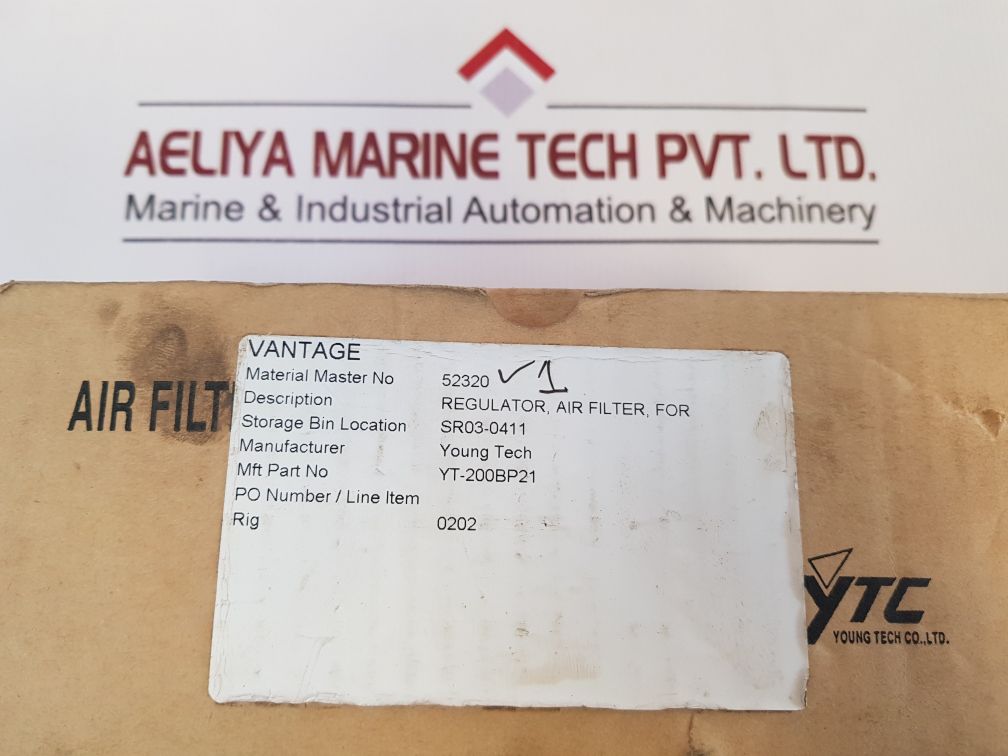 AELIYA MARINE TECH PVT. LTD.
Marine & Industrial Automation & Machinery
AIR FILT
VANTAGE
Material Master No 52320 ✓ 1
Description REGULATOR, AIR FILTER, FOR
Storage Bin Location SR03-0411
Manufacturer Young Tech
Mft Part No YT-200BP21
PO Number / Line Item
Rig 0202
YTC
YOUNG TECH CO.,LTD.